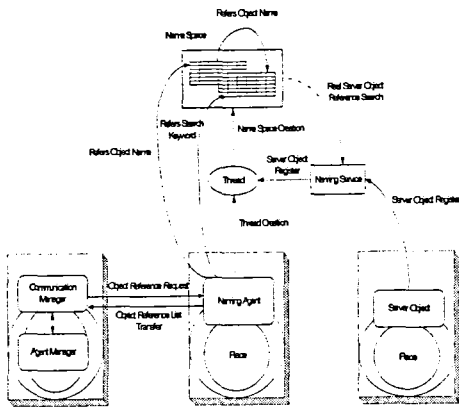 Refers Object Name
Name Space
Real Server Object
Reference Search
Refers Search
Keyword
Name Space Creation
Refers Object Name
Server Object
Register
Thread
Naming Service
Server Object Register
Thread Creation
Communication
Manager
Object Reference Request
Naming Agent
Server Object
Object Reference List
Transfer
Agent Manager
Place
Place